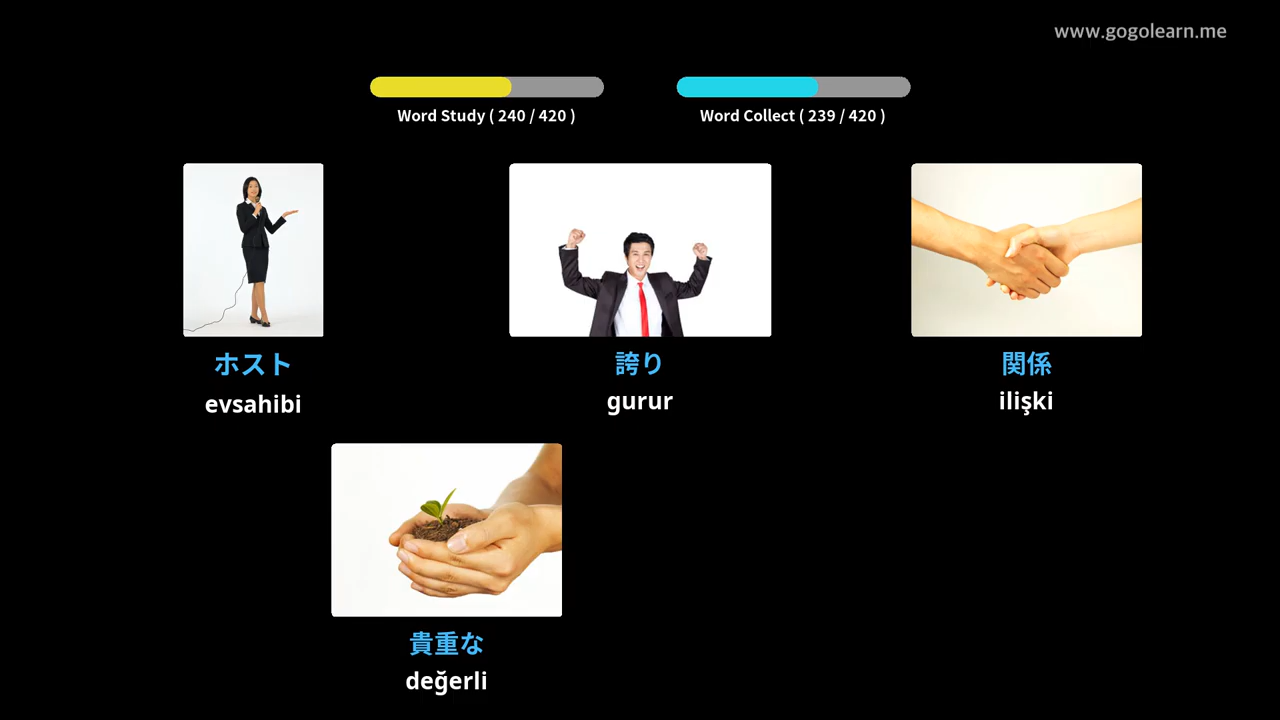 www.gogolearn.me
Word Study ( 240 / 420 )
Word Collect ( 239 / 420 )
ホスト
evsahibi
誇り
gurur
関係
ilişki
貴重な
değerli